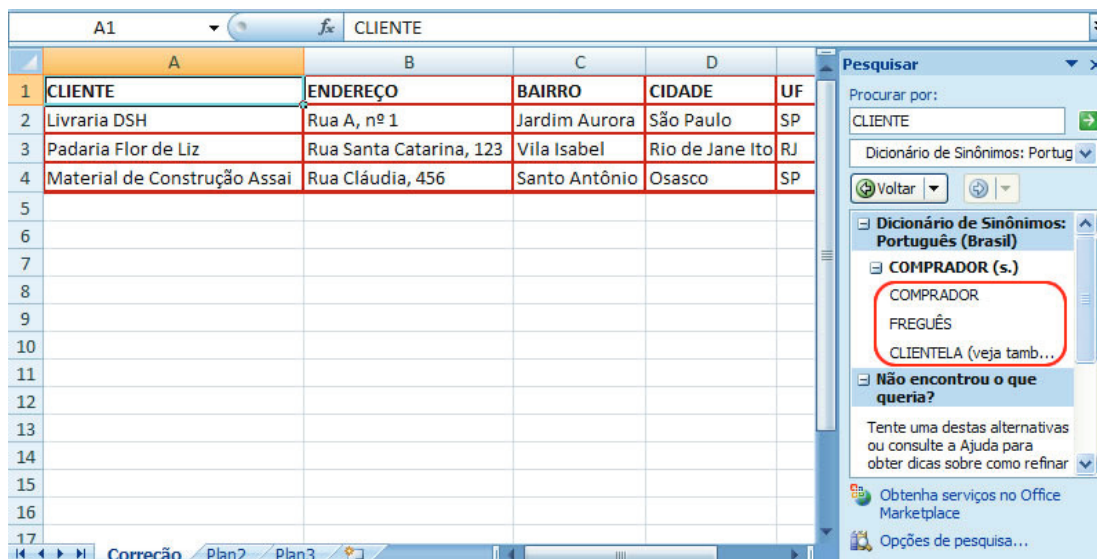 A1 fx CLIENTE
A B C D
1 CLIENTE ENDEREÇO BAIRRO CIDADE UF
2 Livraria DSH Rua A, nº 1 Jardim Aurora São Paulo SP
3 Padaria Flor de Liz Rua Santa Catarina, 123 Vila Isabel Rio de Jane Ito RJ
4 Material de Construção Assai Rua Cláudia, 456 Santo Antônio Osasco SP
5
6
7
8
9
10
11
12
13
14
15
16
17
Correção Plan2 Plan3
Pesquisar
Procurar por:
CLIENTE
Dicionário de Sinônimos: Portug
Voltar
Dicionário de Sinônimos:
Português (Brasil)
COMPRADOR (s.)
COMPRADOR
FREGUÊS
CLIENTELA (veja tamb...
Não encontrou o que
queria?
Tente uma destas alternativas
ou consulte a Ajuda para
obter dicas sobre como refinar
Obtenha serviços no Office
Marketplace
Opções de pesquisa...